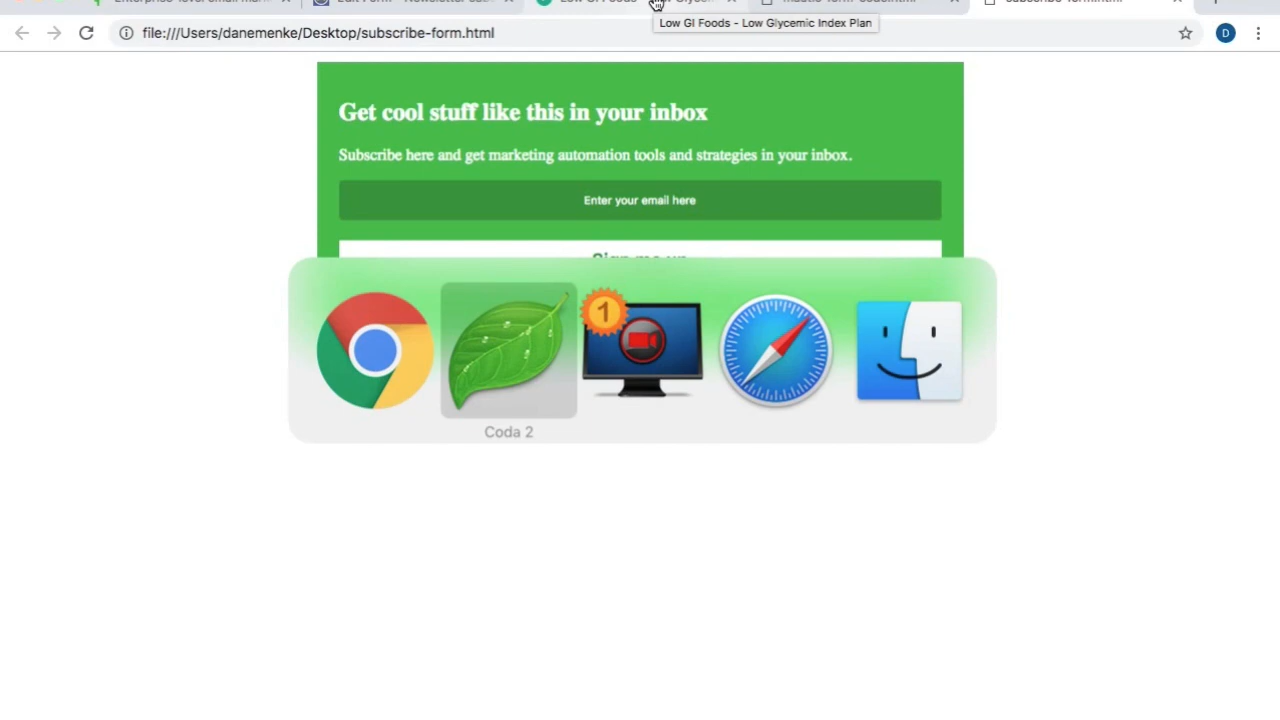 Low GI Foods - Low Glycemic Index Plan
file:///Users/danemenke/Desktop/subscribe-form.html
D
Get cool stuff like this in your inbox
Subscribe here and get marketing automation tools and strategies in your inbox.
Enter your email here
Sign me up
1
Coda 2